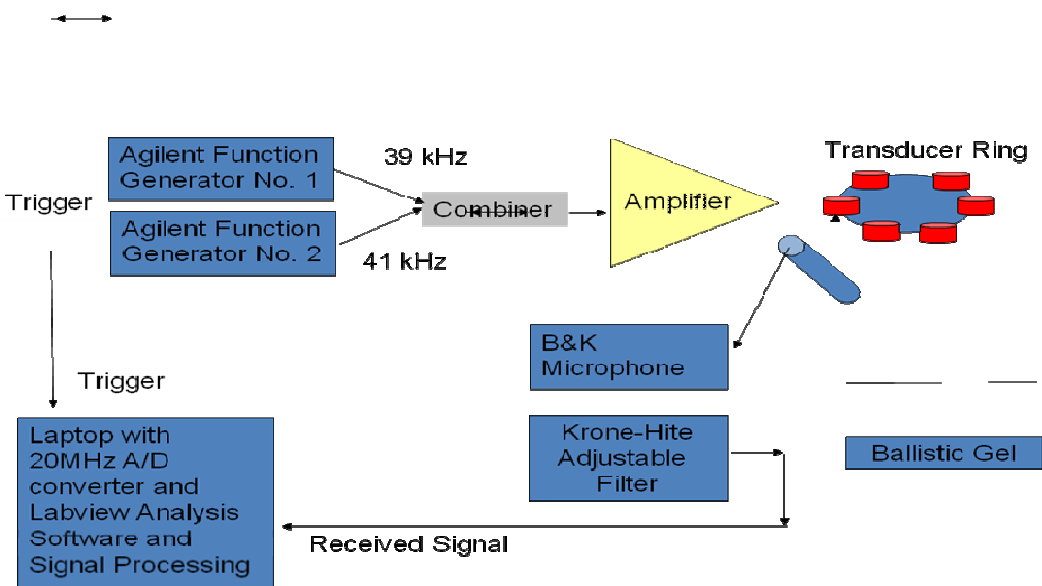 Agilent Function
Generator No. 1
39 kHz
Transducer Ring
Trigger
Combiner
Amplifier
Agilent Function
Generator No. 2
41 kHz
B&K
Microphone
Trigger
Krone-Hite
Adjustable
Filter
Ballistic Gel
Laptop with
20MHz A/D
converter and
Labview Analysis
Software and
Signal Processing
Received Signal